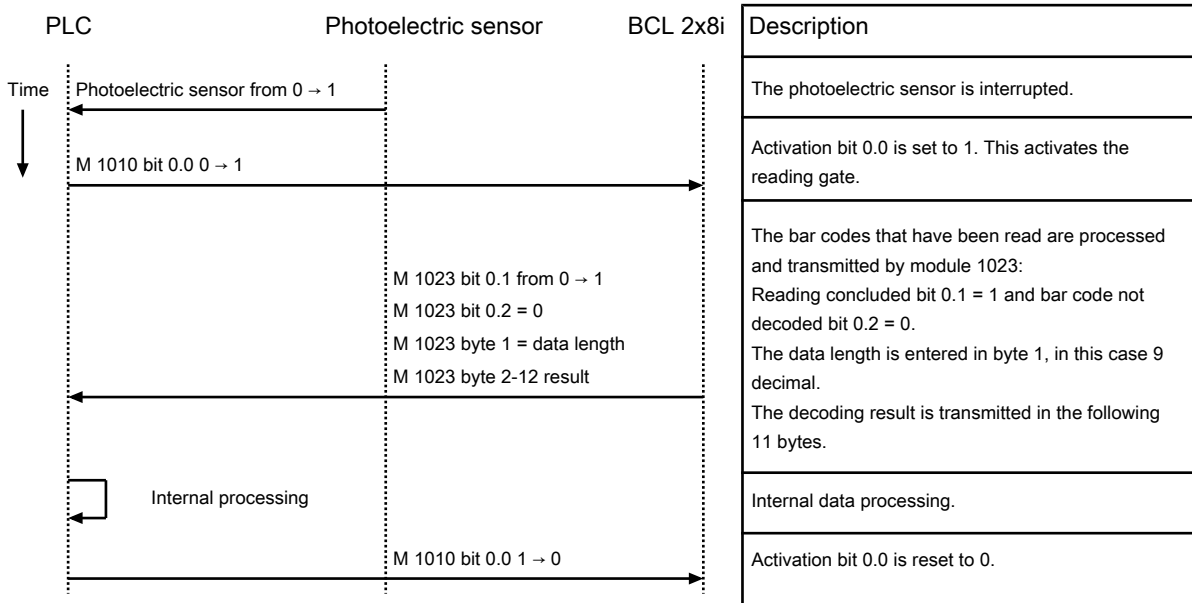 PLC
Photoelectric sensor
BCL 2x8i
Description
Time
Photoelectric sensor from 0 → 1
The photoelectric sensor is interrupted.
M 1010 bit 0.0 0 → 1
Activation bit 0.0 is set to 1. This activates the
reading gate.
M 1023 bit 0.1 from 0 → 1
M 1023 bit 0.2 = 0
M 1023 byte 1 = data length
M 1023 byte 2-12 result
The bar codes that have been read are processed
and transmitted by module 1023:
Reading concluded bit 0.1 = 1 and bar code not
decoded bit 0.2 = 0.
The data length is entered in byte 1, in this case 9
decimal.
The decoding result is transmitted in the following
11 bytes.
Internal processing
Internal data processing.
M 1010 bit 0.0 1 → 0
Activation bit 0.0 is reset to 0.